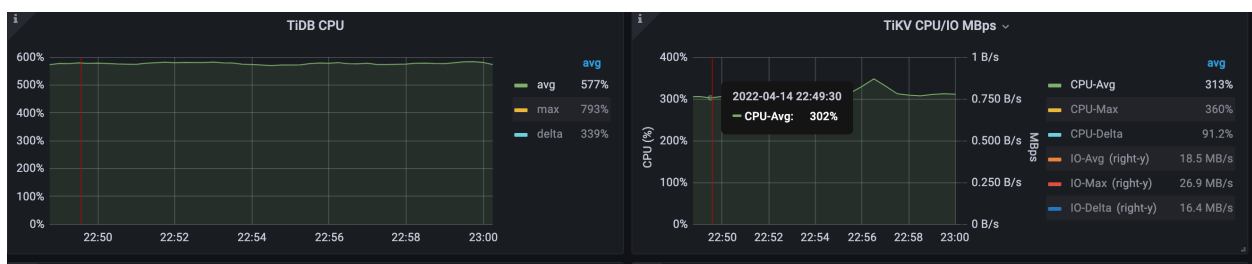 i
TiDB CPU
600%
500%
400%
300%
200%
100%
0%
22:50 22:52 22:54 22:56 22:58 23:00
avg
avg 577%
max 793%
delta 339%
i
TiKV CPU/IO MBps
CPU (%)
400%
300%
200%
100%
0%
2022-04-14 22:49:30
CPU-Avg: 302%
1 B/s
0.750 B/s
0.500 B/s
0.250 B/s
0 B/s
MBps
22:50 22:52 22:54 22:56 22:58 23:00
avg
CPU-Avg 313%
CPU-Max 360%
CPU-Delta 91.2%
IO-Avg (right-y) 18.5 MB/s
IO-Max (right-y) 26.9 MB/s
IO-Delta (right-y) 16.4 MB/s